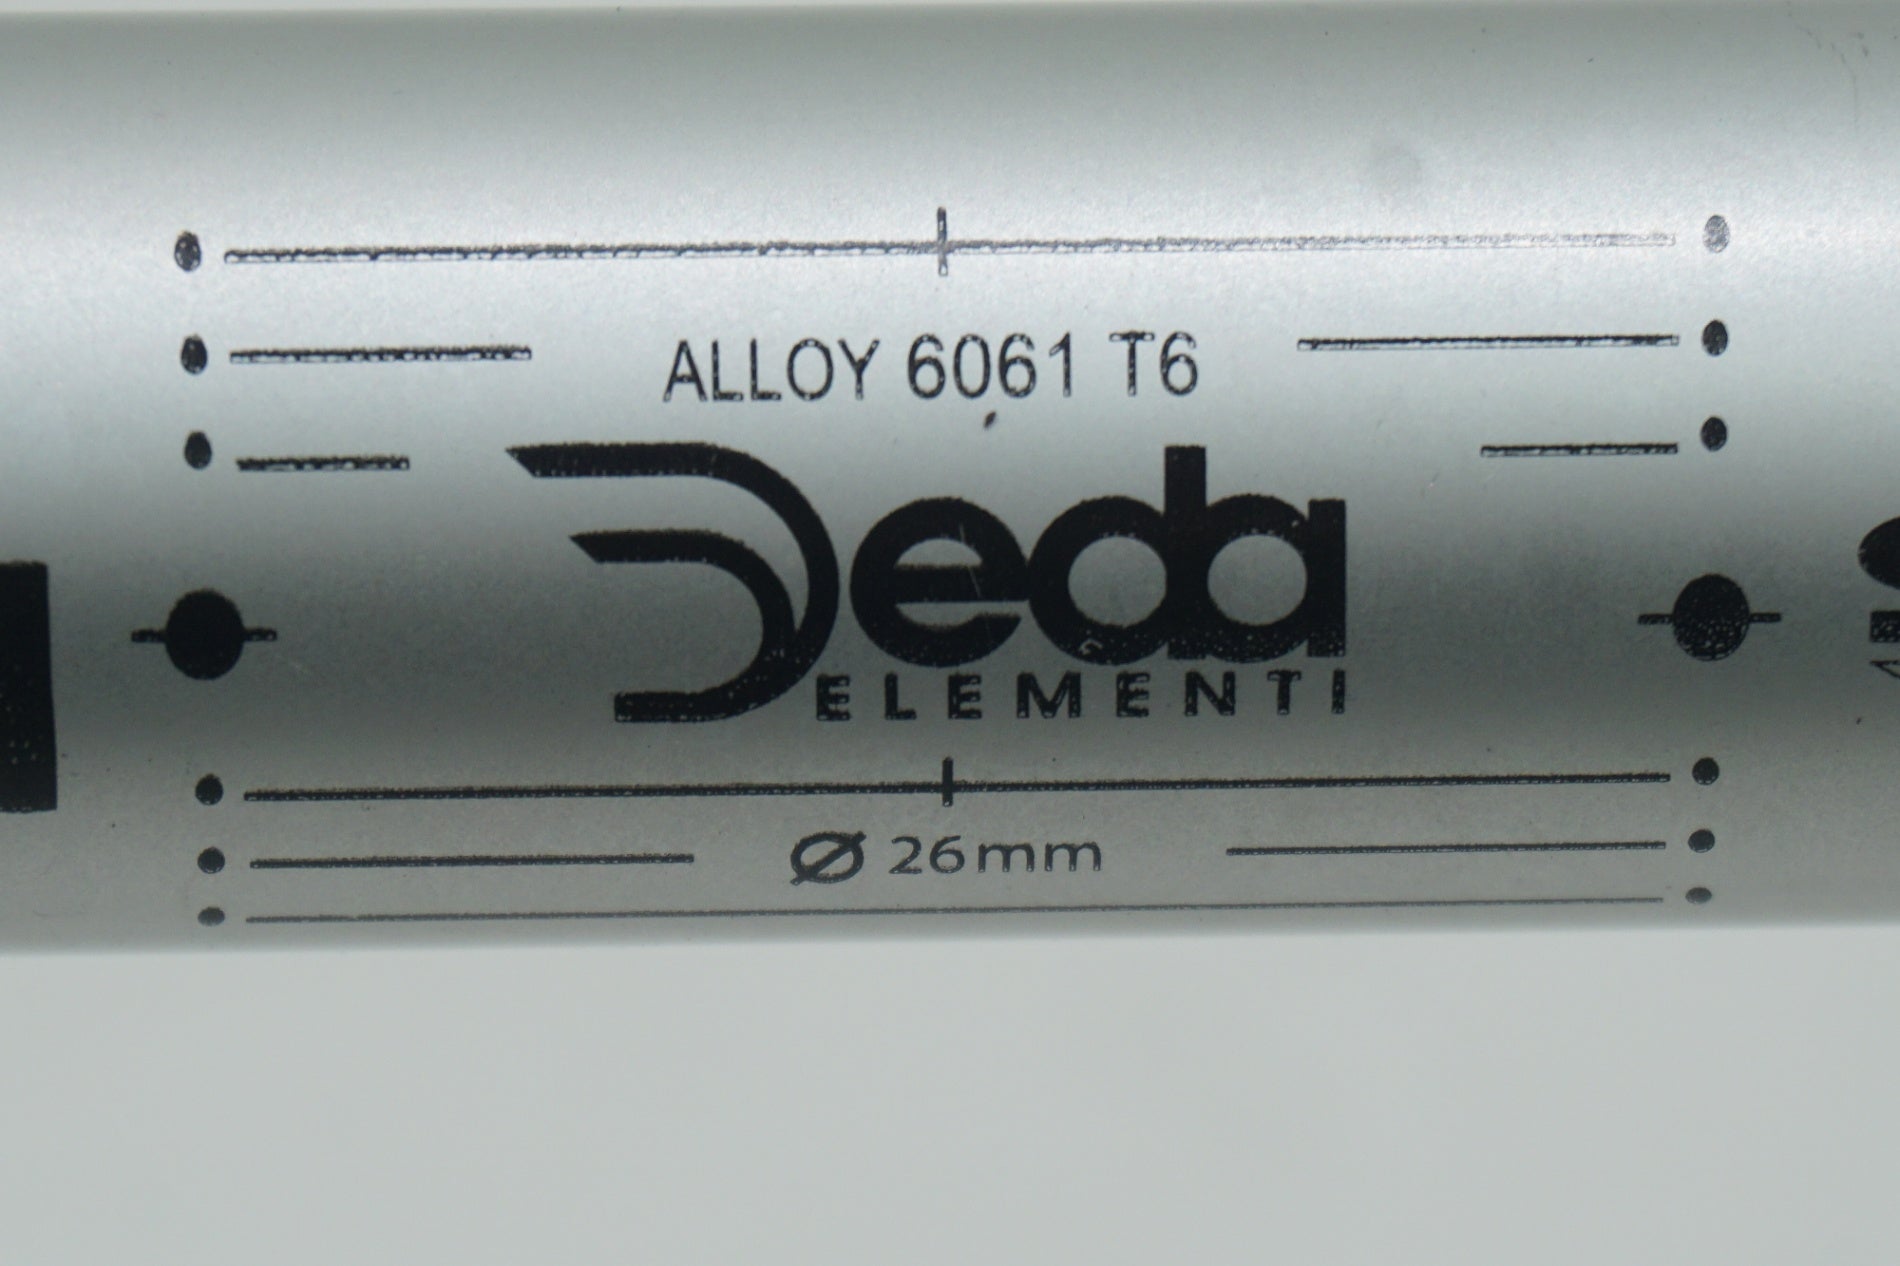 ALLOY 6061 T6
Deda
ELEMENTI
Ø 26mm